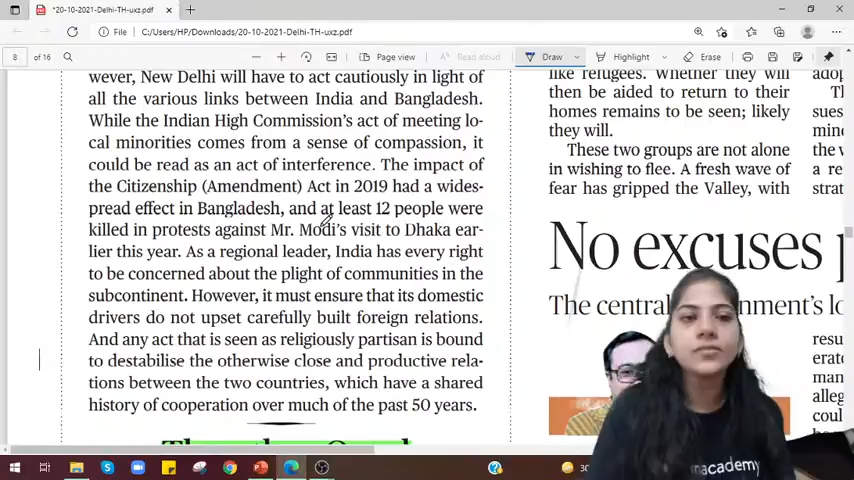 *20-10-2021-Delhi-TH-uxz.pdf
File
C:/Users/HP/Downloads/20-10-2021-Delhi-TH-uxz.pdf
8 of 16
Page view
Read aloud
Draw
Highlight
Erase
wever, New Delhi will have to act cautiously in light of
all the various links between India and Bangladesh.
While the Indian High Commission's act of meeting lo-
cal minorities comes from a sense of compassion, it
could be read as an act of interference. The impact of
the Citizenship (Amendment) Act in 2019 had a wides-
pread effect in Bangladesh, and at least 12 people were
killed in protests against Mr. Modi's visit to Dhaka ear-
lier this year. As a regional leader, India has every right
to be concerned about the plight of communities in the
subcontinent. However, it must ensure that its domestic
drivers do not upset carefully built foreign relations.
And any act that is seen as religiously partisan is bound
to destabilise the otherwise close and productive rela-
tions between the two countries, which have a shared
history of cooperation over much of the past 50 years.
like refugees. Whether they will
then be aided to return to their
homes remains to be seen; likely
they will.
These two groups are not alone
in wishing to flee. A fresh wave of
fear has gripped the Valley, with
No excuses
The central
nment's